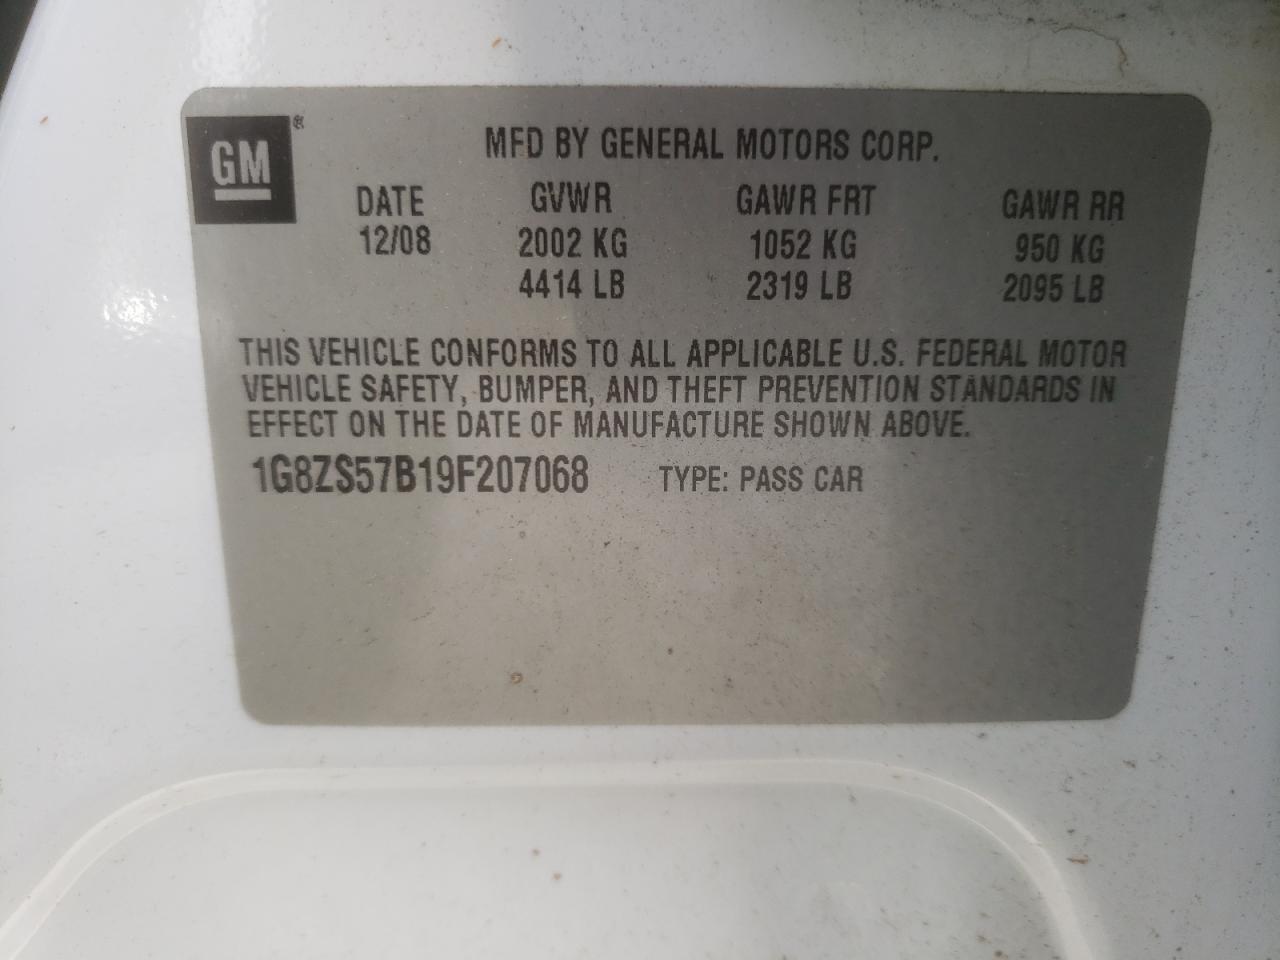 GM®
MFD BY GENERAL MOTORS CORP.
DATE GVWR GAWR FRT GAWR RR
12/08 2002 KG 1052 KG 950 KG
4414 LB 2319 LB 2095 LB
THIS VEHICLE CONFORMS TO ALL APPLICABLE U.S. FEDERAL MOTOR
VEHICLE SAFETY, BUMPER, AND THEFT PREVENTION STANDARDS IN
EFFECT ON THE DATE OF MANUFACTURE SHOWN ABOVE.
1G8ZS57B19F207068 TYPE: PASS CAR